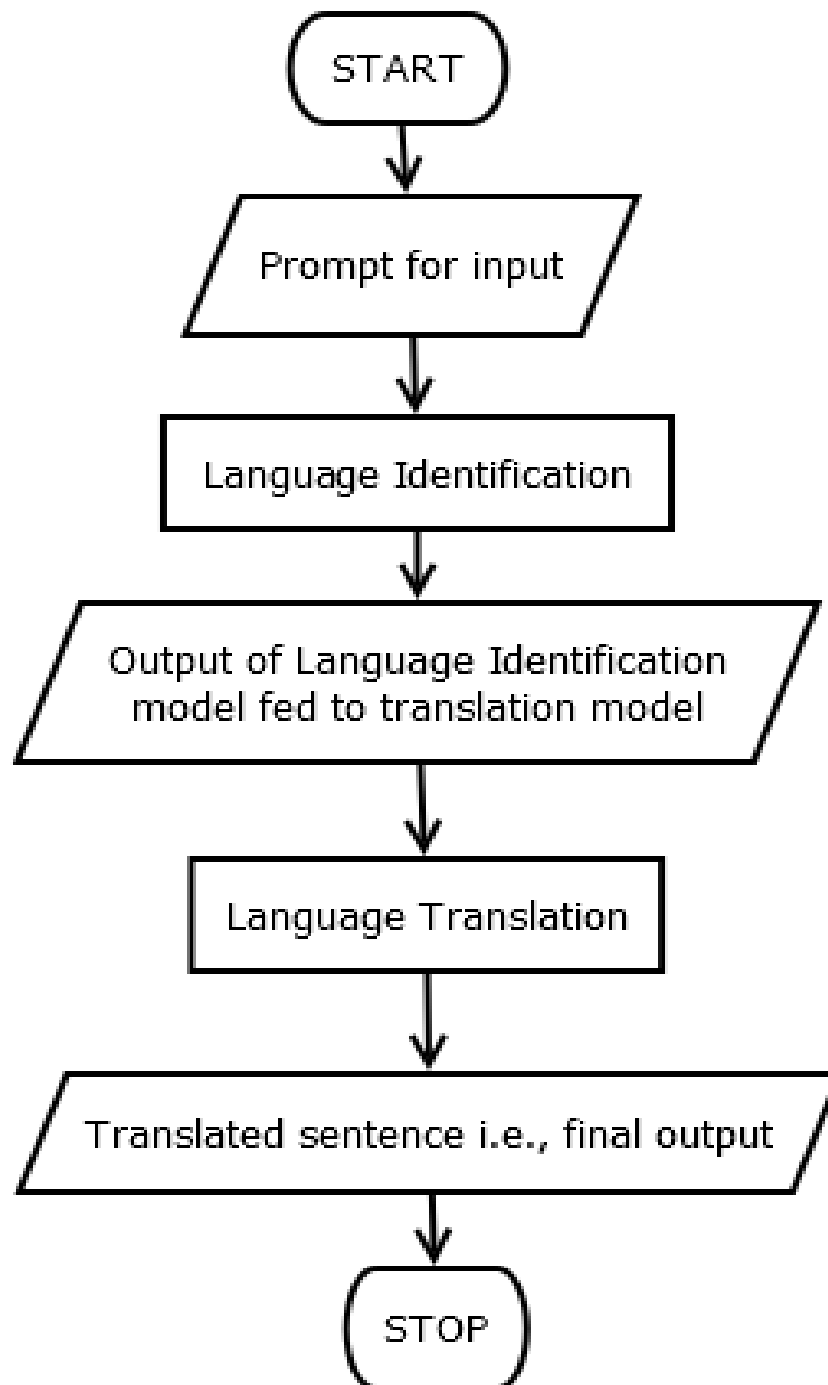 START
Prompt for input
Language Identification
Output of Language Identification
model fed to translation model
Language Translation
Translated sentence i.e., final output
STOP